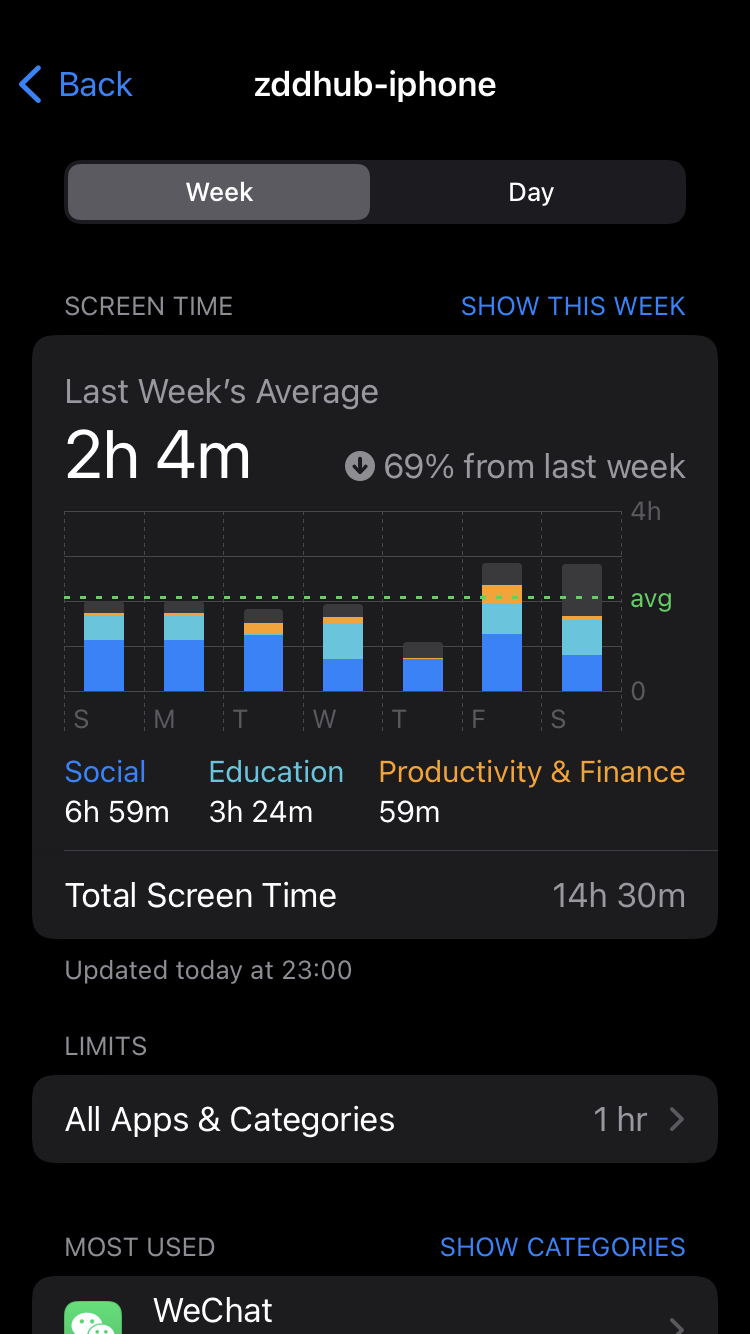 Back
zddhub-iphone
Week Day
SCREEN TIME SHOW THIS WEEK
Last Week’s Average
2h 4m 69% from last week
4h
avg
0
S M T W T F S
Social Education Productivity & Finance
6h 59m 3h 24m 59m
Total Screen Time 14h 30m
Updated today at 23:00
LIMITS
All Apps & Categories 1 hr
MOST USED SHOW CATEGORIES
WeChat